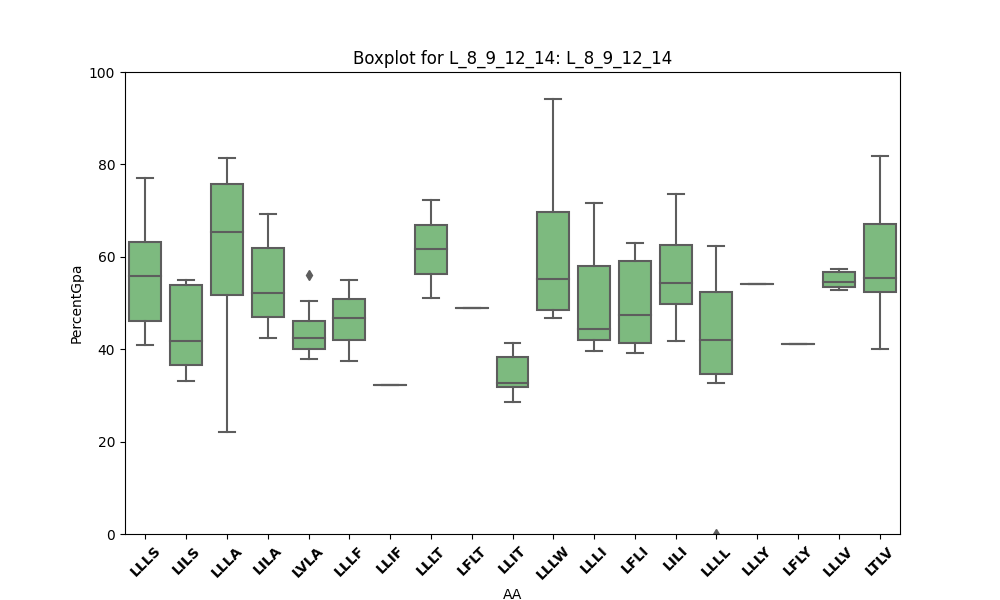 Boxplot for L_8_9_12_14: L_8_9_12_14
100
80
60
40
20
0
PercentGpa
LLLS LILS LLLA LILA LVLA LLLF LLIF LLLT LFLT LLIT LLLW LLLI LFLI LILI LLLL LLLY LFLY LLLV LTLV
AA